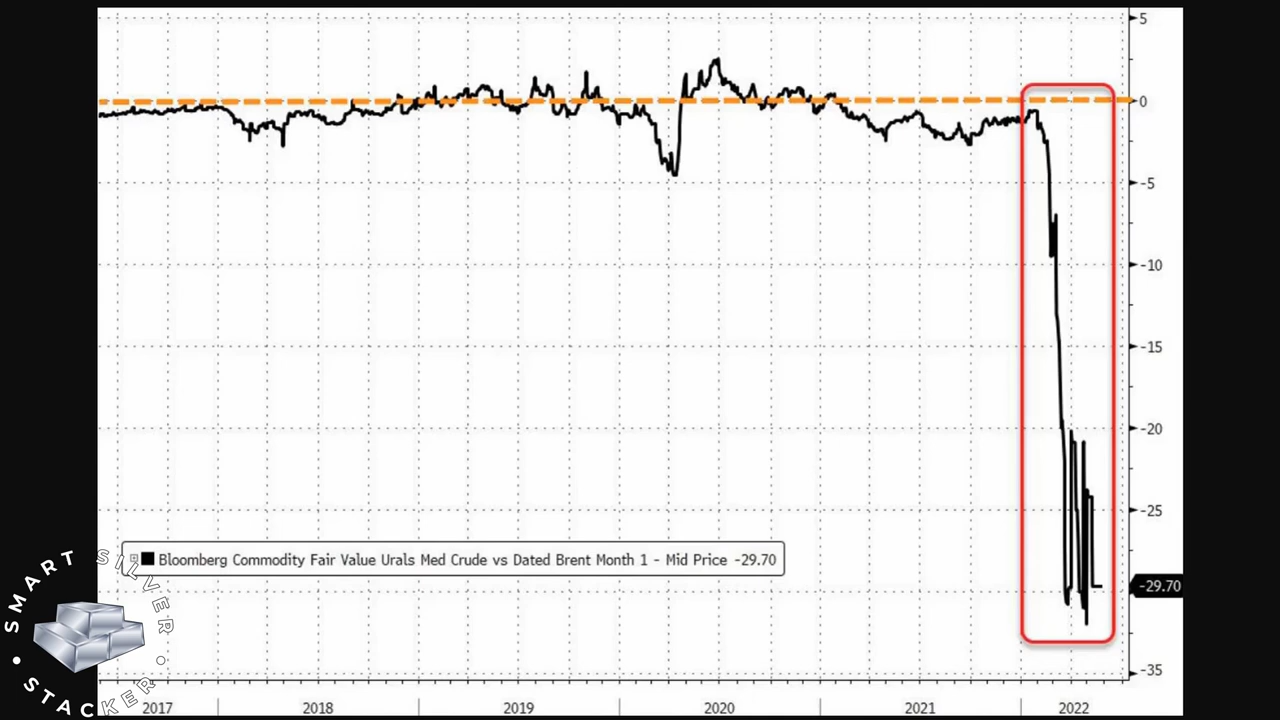 5
0
-5
-10
-15
-20
-25
-29.70
-35
Bloomberg Commodity Fair Value Urals Med Crude vs Dated Brent Month 1 - Mid Price -29.70
SMART SILVER
STACKER
2017 2018 2019 2020 2021 2022